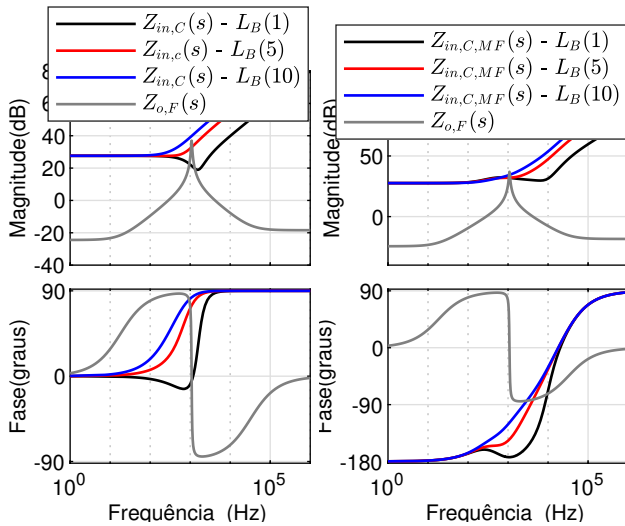 Z_{in,C}(s) - L_B(1)
Z_{in,c}(s) - L_B(5)
Z_{in,C}(s) - L_B(10)
Z_{o,F}(s)
Z_{in,C,MF}(s) - L_B(1)
Z_{in,C,MF}(s) - L_B(5)
Z_{in,C,MF}(s) - L_B(10)
Z_{o,F}(s)
Magnitude(dB)
8
6
40
20
0
-20
-40
Magnitude(dB)
50
0
Fase(graus)
90
0
-90
10^0
10^5
Frequência (Hz)
Fase(graus)
90
0
-90
-180
10^0
10^5
Frequência (Hz)